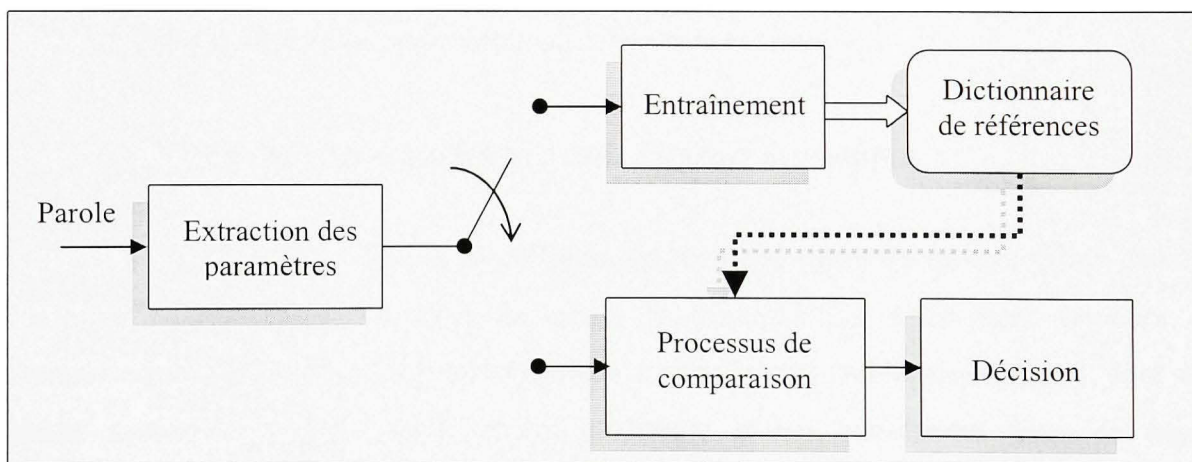 Parole
Extraction des
paramètres
Entraînement
Dictionnaire
de références
Processus de
comparaison
Décision